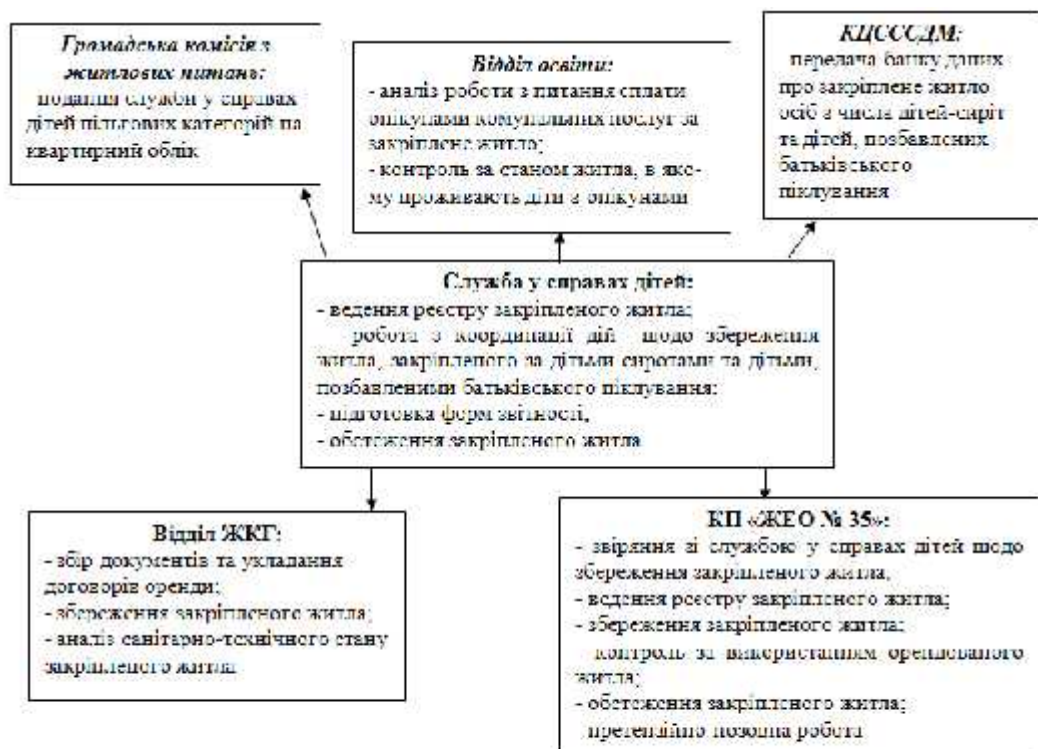 Громадська комісія з
житлових питань:
подання служби у справах
дітей пільгових категорій на
квартирний облік
Відділ освіти:
- аналіз роботи з питання сплати
опікунами комунальних послуг за
закріплене житло;
- контроль за станом житла, в яко-
му проживають діти з опікунами
КЦСССДМ:
передача банку даних
про закріплене житло
осіб з числа дітей-сиріт
та дітей, позбавлених
батьківського
піклування
Служба у справах дітей:
- ведення реєстру закріпленого житла;
робота з координації дій щодо збереження
житла, закріпленого за дітьми сиротами та дітьми,
позбавленими батьківського піклування;
- підготовка форм звітності;
- обстеження закріпленого житла
Відділ ЖКГ:
- збір документів та укладання
договорів оренди;
- збереження закріпленого житла;
- аналіз санітарно-технічного стану
закріпленого житла
КП «ЖЕО № 35»:
- звіряння зі службою у справах дітей щодо
збереження закріпленого житла;
- ведення реєстру закріпленого житла;
- збереження закріпленого житла;
контроль за використанням орендованого
житла;
- обстеження закріпленого житла;
претензійно позовна робота